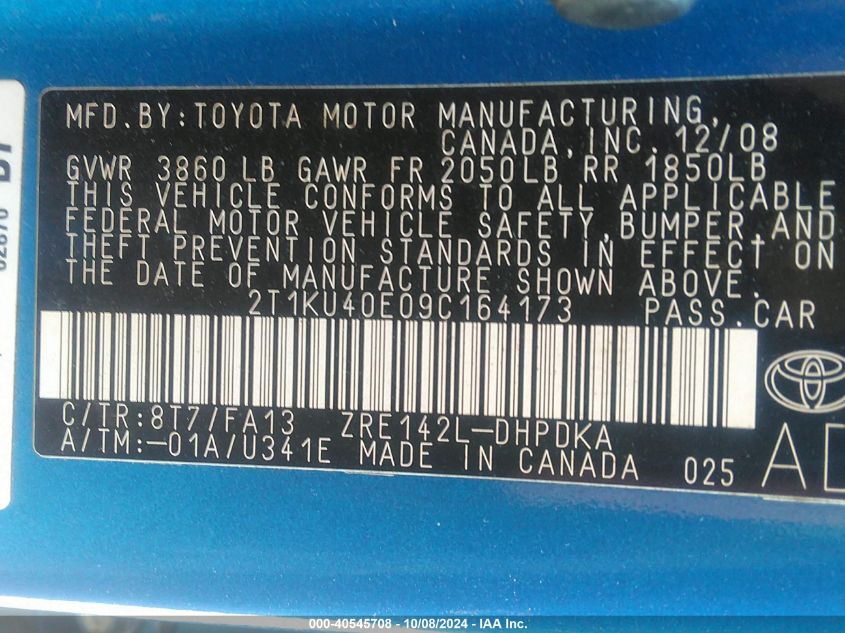 MFD.BY:TOYOTA MOTOR MANUFACTURING,
CANADA,INC. 12/08
GVWR 3860 LB GAWR FR 2050LB RR 1850LB
THIS VEHICLE CONFORMS TO ALL APPLICABLE
FEDERAL MOTOR VEHICLE SAFETY,BUMPER,AND
THEFT PREVENTION STANDARDS IN EFFECT ON
THE DATE OF MANUFACTURE SHOWN ABOVE.
2T1KU40E09C164173 PASS.CAR
C/TR:8T7/FA13 ZRE142L-DHPDKA
A/TM:-01A/U341E MADE IN CANADA 025
000-40545708 - 10/08/2024 - IAAI Inc.